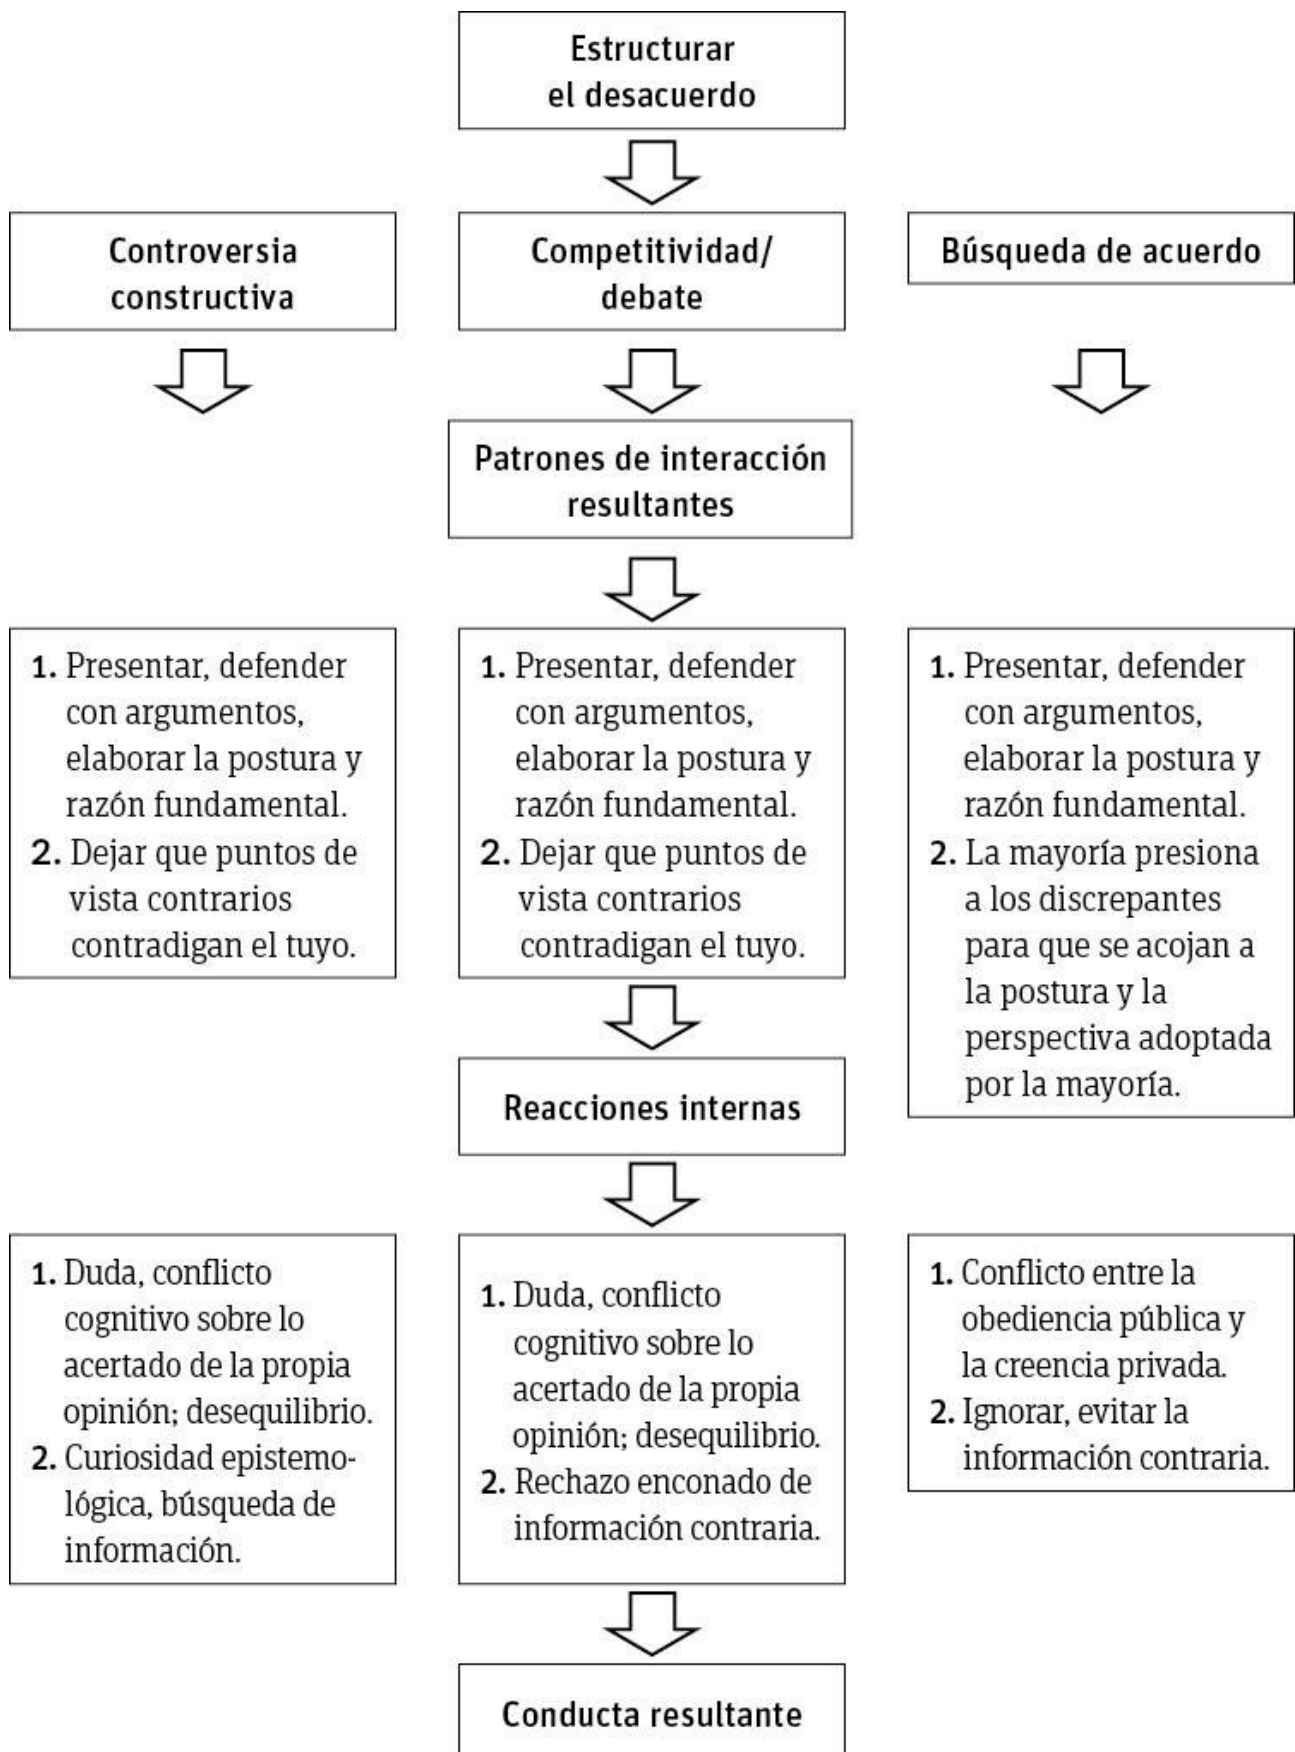 Estructurar
el desacuerdo
Controversia
constructiva
Competitividad/
debate
Búsqueda de acuerdo
Patrones de interacción
resultantes
1. Presentar, defender
con argumentos,
elaborar la postura y
razón fundamental.
2. Dejar que puntos de
vista contrarios
contradigan el tuyo.
1. Presentar, defender
con argumentos,
elaborar la postura y
razón fundamental.
2. Dejar que puntos de
vista contrarios
contradigan el tuyo.
1. Presentar, defender
con argumentos,
elaborar la postura y
razón fundamental.
2. La mayoría presiona
a los discrepantes
para que se acojan a
la postura y la
perspectiva adoptada
por la mayoría.
Reacciones internas
1. Duda, conflicto
cognitivo sobre lo
acertado de la propia
opinión; desequilibrio.
2. Curiosidad epistemo-
lógica, búsqueda de
información.
1. Duda, conflicto
cognitivo sobre lo
acertado de la propia
opinión; desequilibrio.
2. Rechazo enconado de
información contraria.
1. Conflicto entre la
obediencia pública y
la creencia privada.
2. Ignorar, evitar la
información contraria.
Conducta resultante